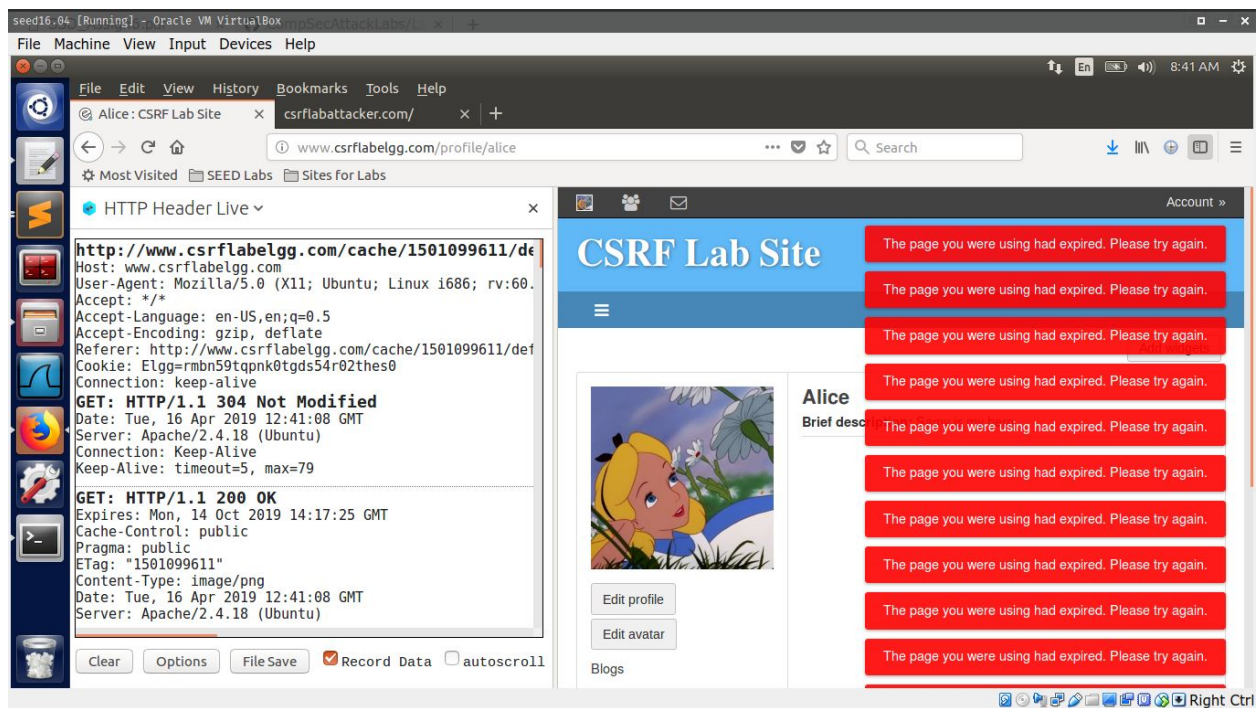 seed16.04 [Running] - Oracle VM VirtualBox
File Machine View Input Devices Help
En 8:41 AM
File Edit View History Bookmarks Tools Help
Alice : CSRF Lab Site × csrflabattacker.com/ × +
www.csrflabelgg.com/profile/alice
Search
Most Visited SEED Labs Sites for Labs
HTTP Header Live ×
http://www.csrflabelgg.com/cache/1501099611/de
Host: www.csrflabelgg.com
User-Agent: Mozilla/5.0 (X11; Ubuntu; Linux i686; rv:60.
Accept: */*
Accept-Language: en-US,en;q=0.5
Accept-Encoding: gzip, deflate
Referer: http://www.csrflabelgg.com/cache/1501099611/def
Cookie: Elgg=rmbn59tqpnk0tgds54r02thes0
Connection: keep-alive
GET: HTTP/1.1 304 Not Modified
Date: Tue, 16 Apr 2019 12:41:08 GMT
Server: Apache/2.4.18 (Ubuntu)
Connection: Keep-Alive
Keep-Alive: timeout=5, max=79
GET: HTTP/1.1 200 OK
Expires: Mon, 14 Oct 2019 14:17:25 GMT
Cache-Control: public
Pragma: public
ETag: "1501099611"
Content-Type: image/png
Date: Tue, 16 Apr 2019 12:41:08 GMT
Server: Apache/2.4.18 (Ubuntu)
Clear Options File Save Record Data autoscroll
Account »
CSRF Lab Site
The page you were using had expired. Please try again.
The page you were using had expired. Please try again.
The page you were using had expired. Please try again.
Add widgets
The page you were using had expired. Please try again.
Alice
Brief desc
The page you were using had expired. Please try again.
The page you were using had expired. Please try again.
The page you were using had expired. Please try again.
The page you were using had expired. Please try again.
The page you were using had expired. Please try again.
The page you were using had expired. Please try again.
Edit profile
Edit avatar
Blogs
Right Ctrl